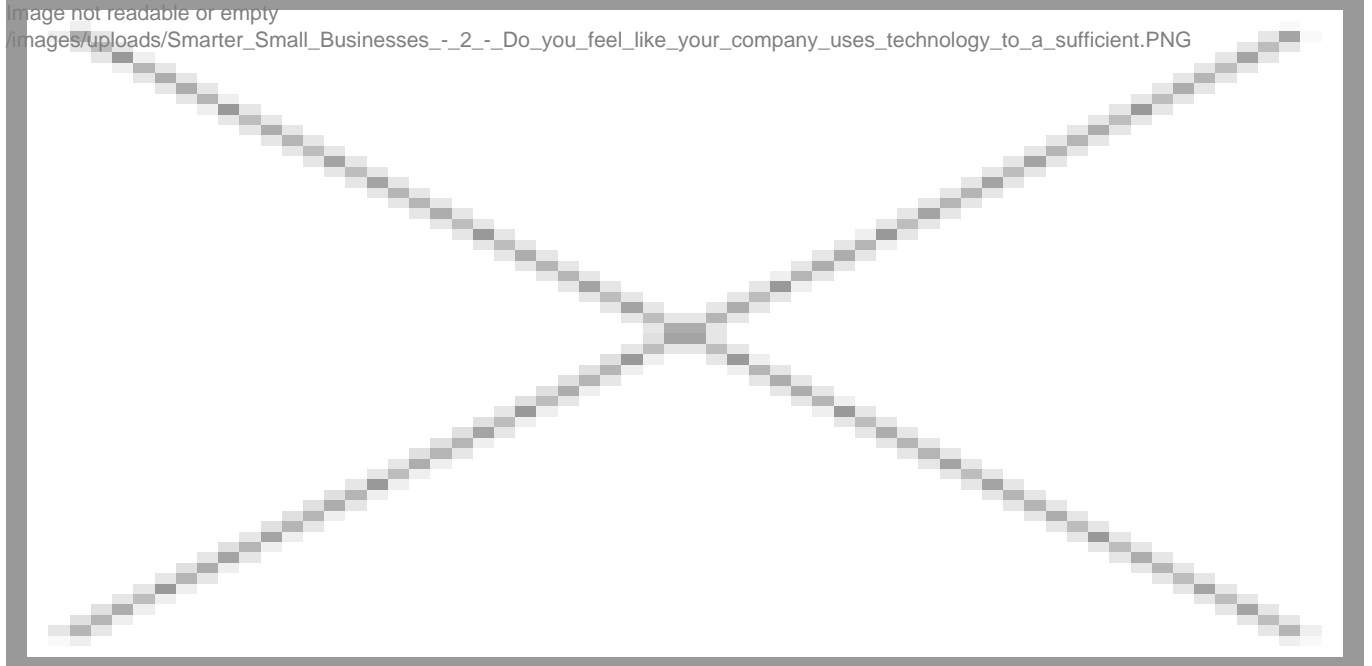 Image not readable or empty
/images/uploads/Smarter_Small_Businesses_-_2_-_Do_you_feel_like_your_company_uses_technology_to_a_sufficient.PNG